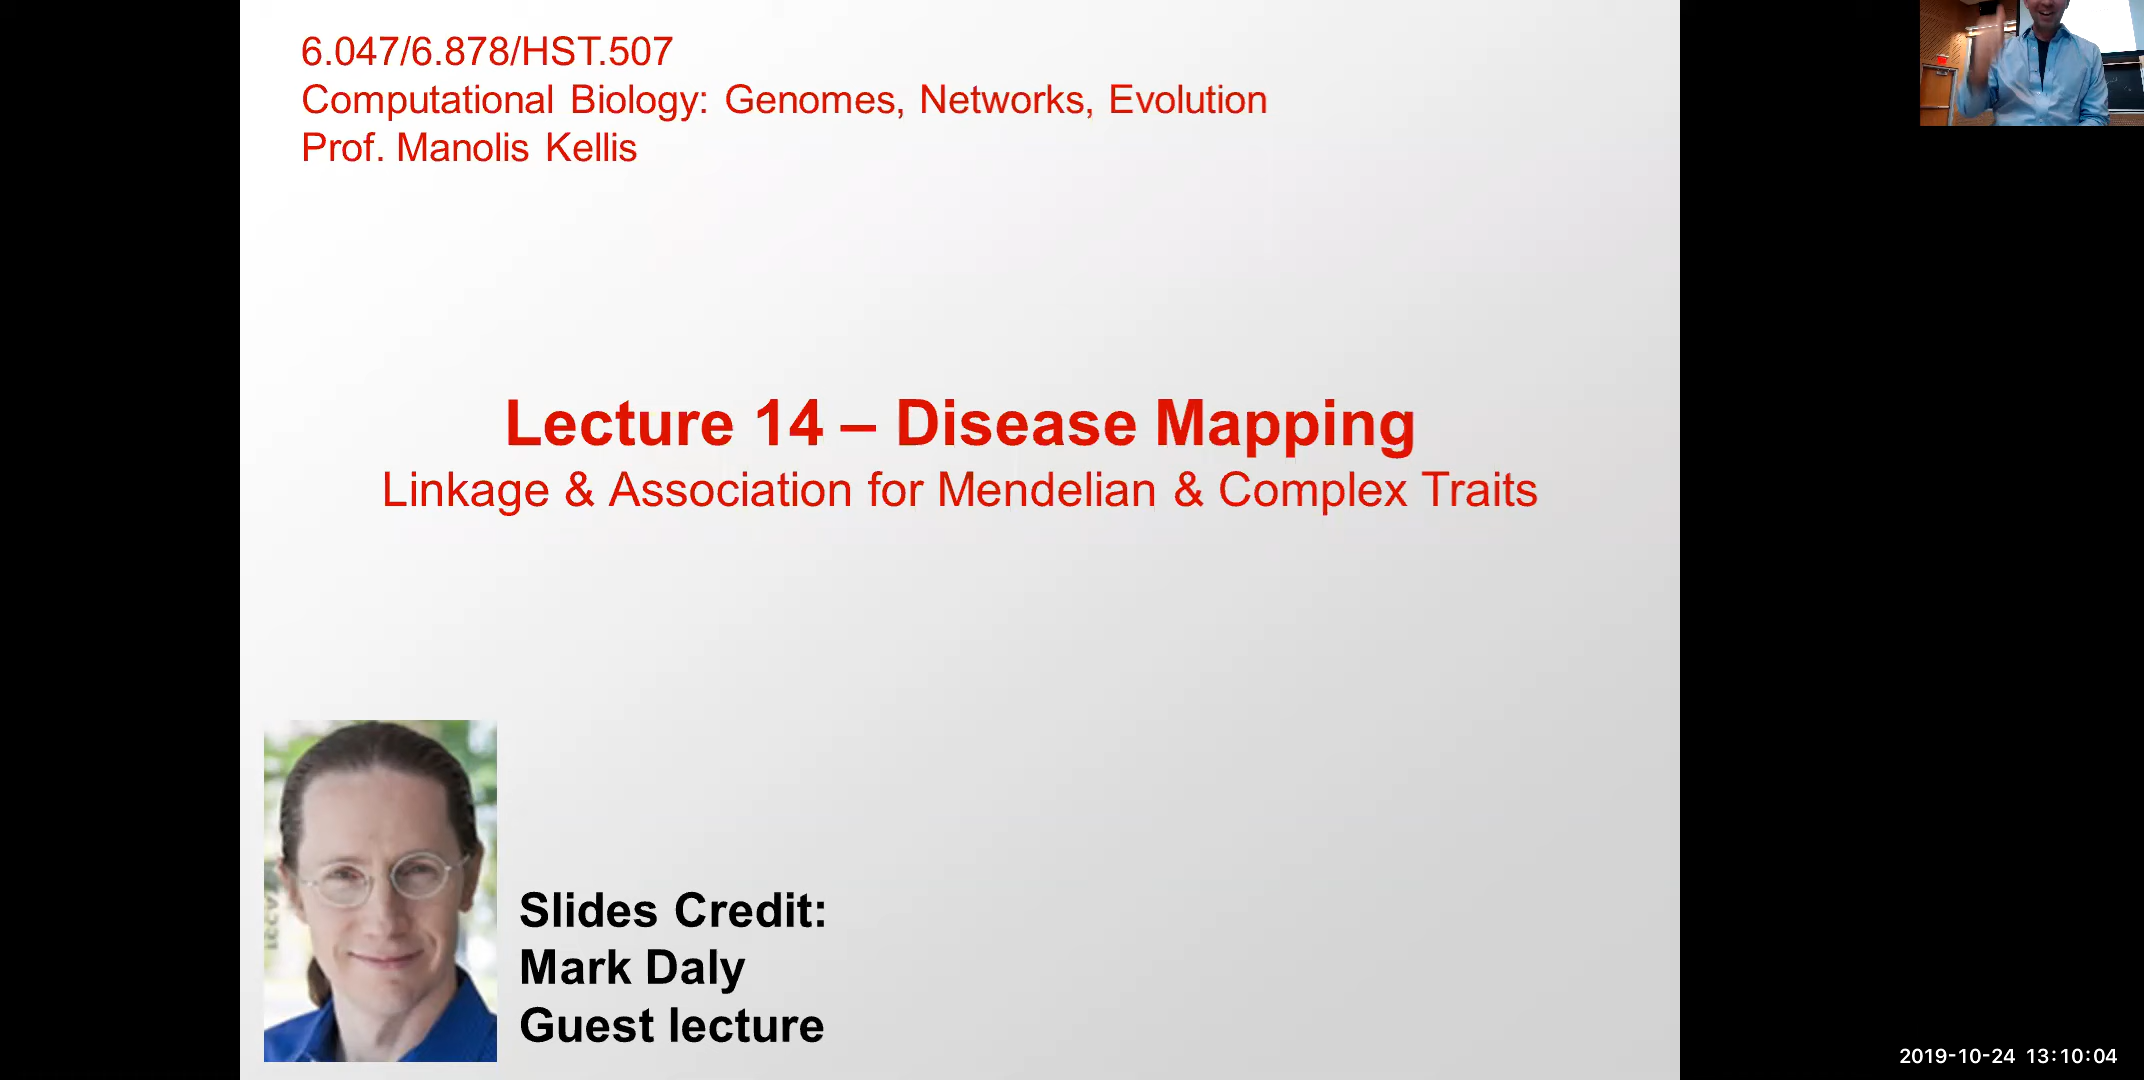 6.047/6.878/HST.507
Computational Biology: Genomes, Networks, Evolution
Prof. Manolis Kellis
Lecture 14 – Disease Mapping
Linkage & Association for Mendelian & Complex Traits
Slides Credit:
Mark Daly
Guest lecture
2019-10-24 13:10:04